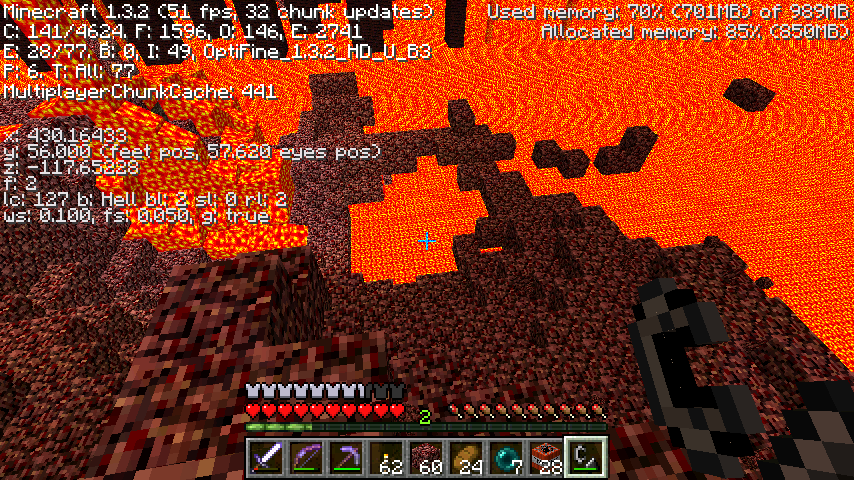 Minecraft 1.3.2 (51 fps, 32 chunk updates)
C: 141/4624, F: 1596, O: 146, E: 2741
E: 28/77, B: 0, I: 49, OptiFine_1.3.2_HD_U_B3
P: 6, T: All: 77
MultiplayerChunkCache: 441
Used memory: 70% (701MB) of 989MB
Allocated memory: 85% (850MB)
x: 430.16433
y: 56.000 (feet pos, 57.620 eyes pos)
z: -117.65328
f: 2
lc: 127 b: Hell bl: 2 sl: 0 rl: 2
ws: 0.100, fs: 0.050, g: true
2
62 60 24 7 28